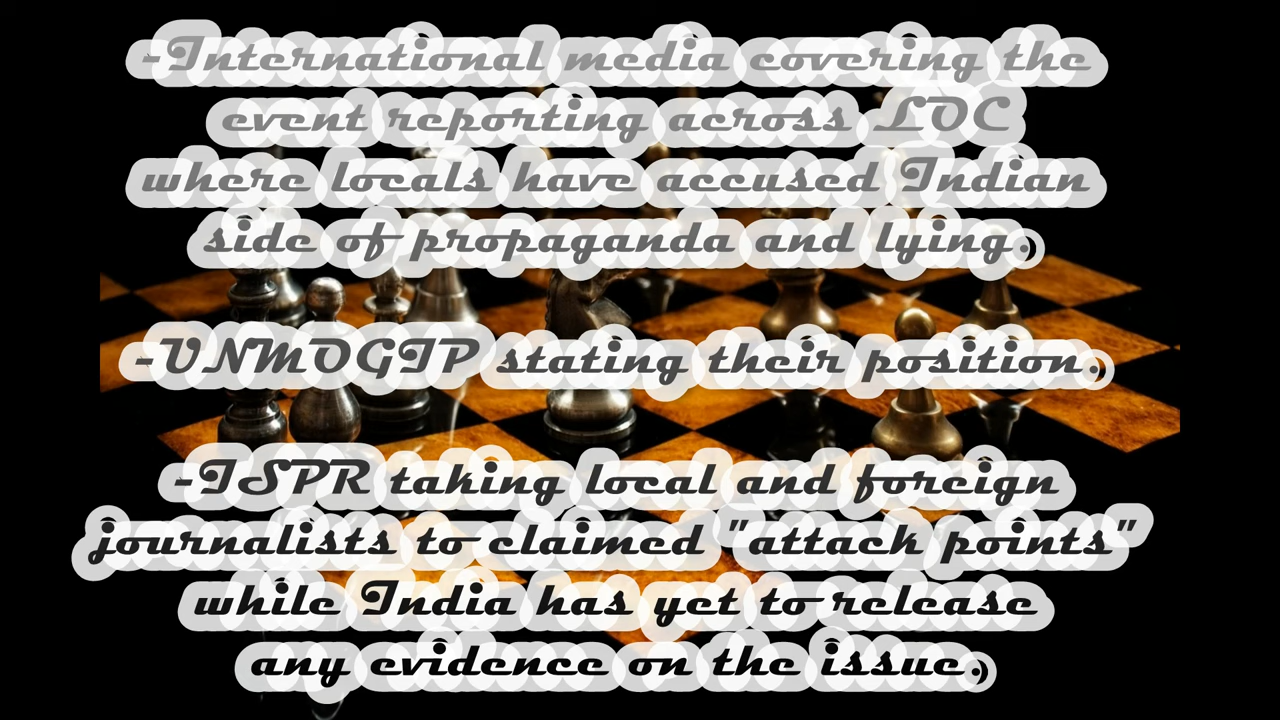 -International media covering the
event reporting across LOC
where locals have accused Indian
side of propaganda and lying.
-UNMOGIP stating their position.
-ISPR taking local and foreign
journalists to claimed "attack points"
while India has yet to release
any evidence on the issue.